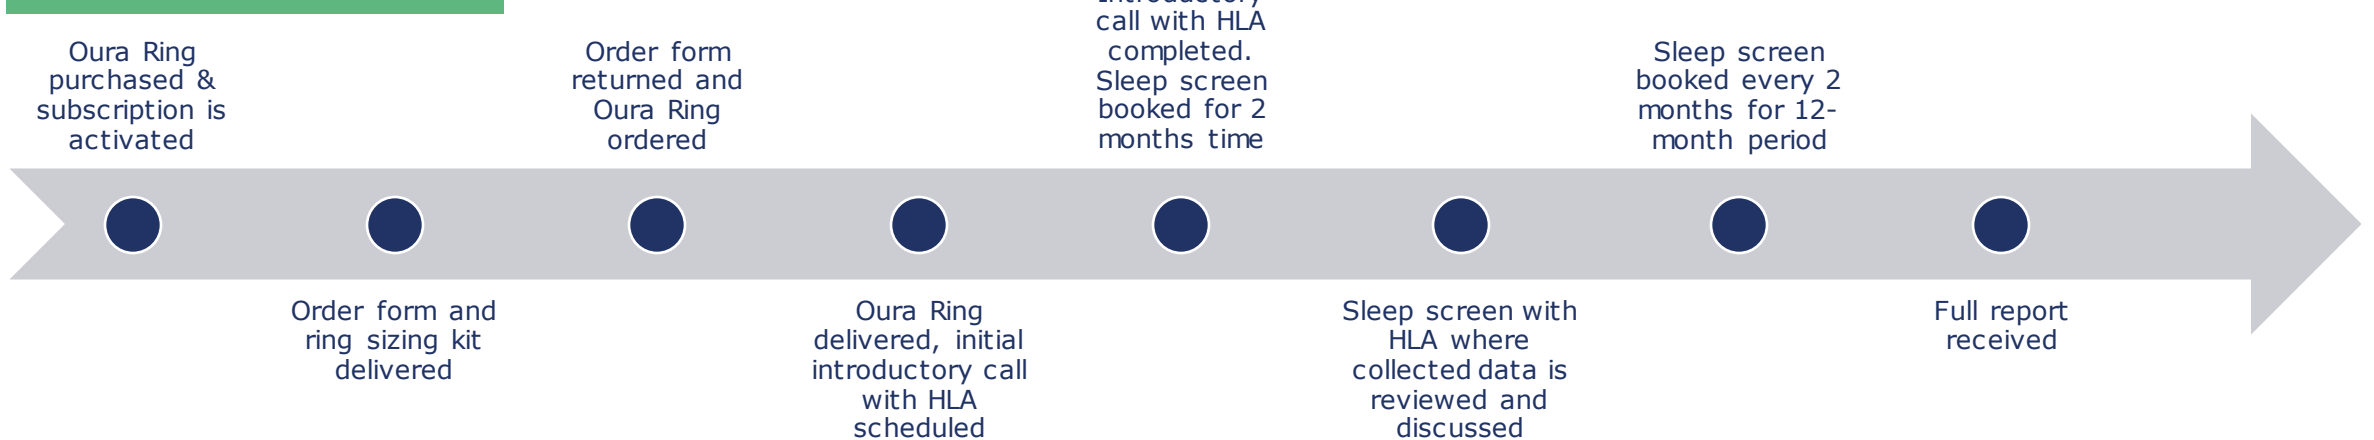 Oura Ring
purchased &
subscription is
activated
Order form and
ring sizing kit
delivered
Order form
returned and
Oura Ring
ordered
Oura Ring
delivered, initial
introductory call
with HLA
scheduled
Introductory
call with HLA
completed.
Sleep screen
booked for 2
months time
Sleep screen with
HLA where
collected data is
reviewed and
discussed
Sleep screen
booked every 2
months for 12-
month period
Full report
received